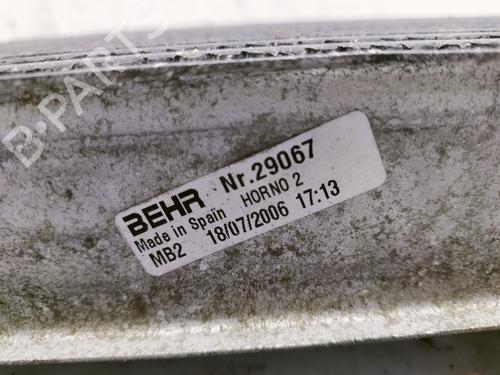 B-PARTS
BEHR Nr.29067
Made in Spain HORNO 2
MB2 18/07/2006 17:13